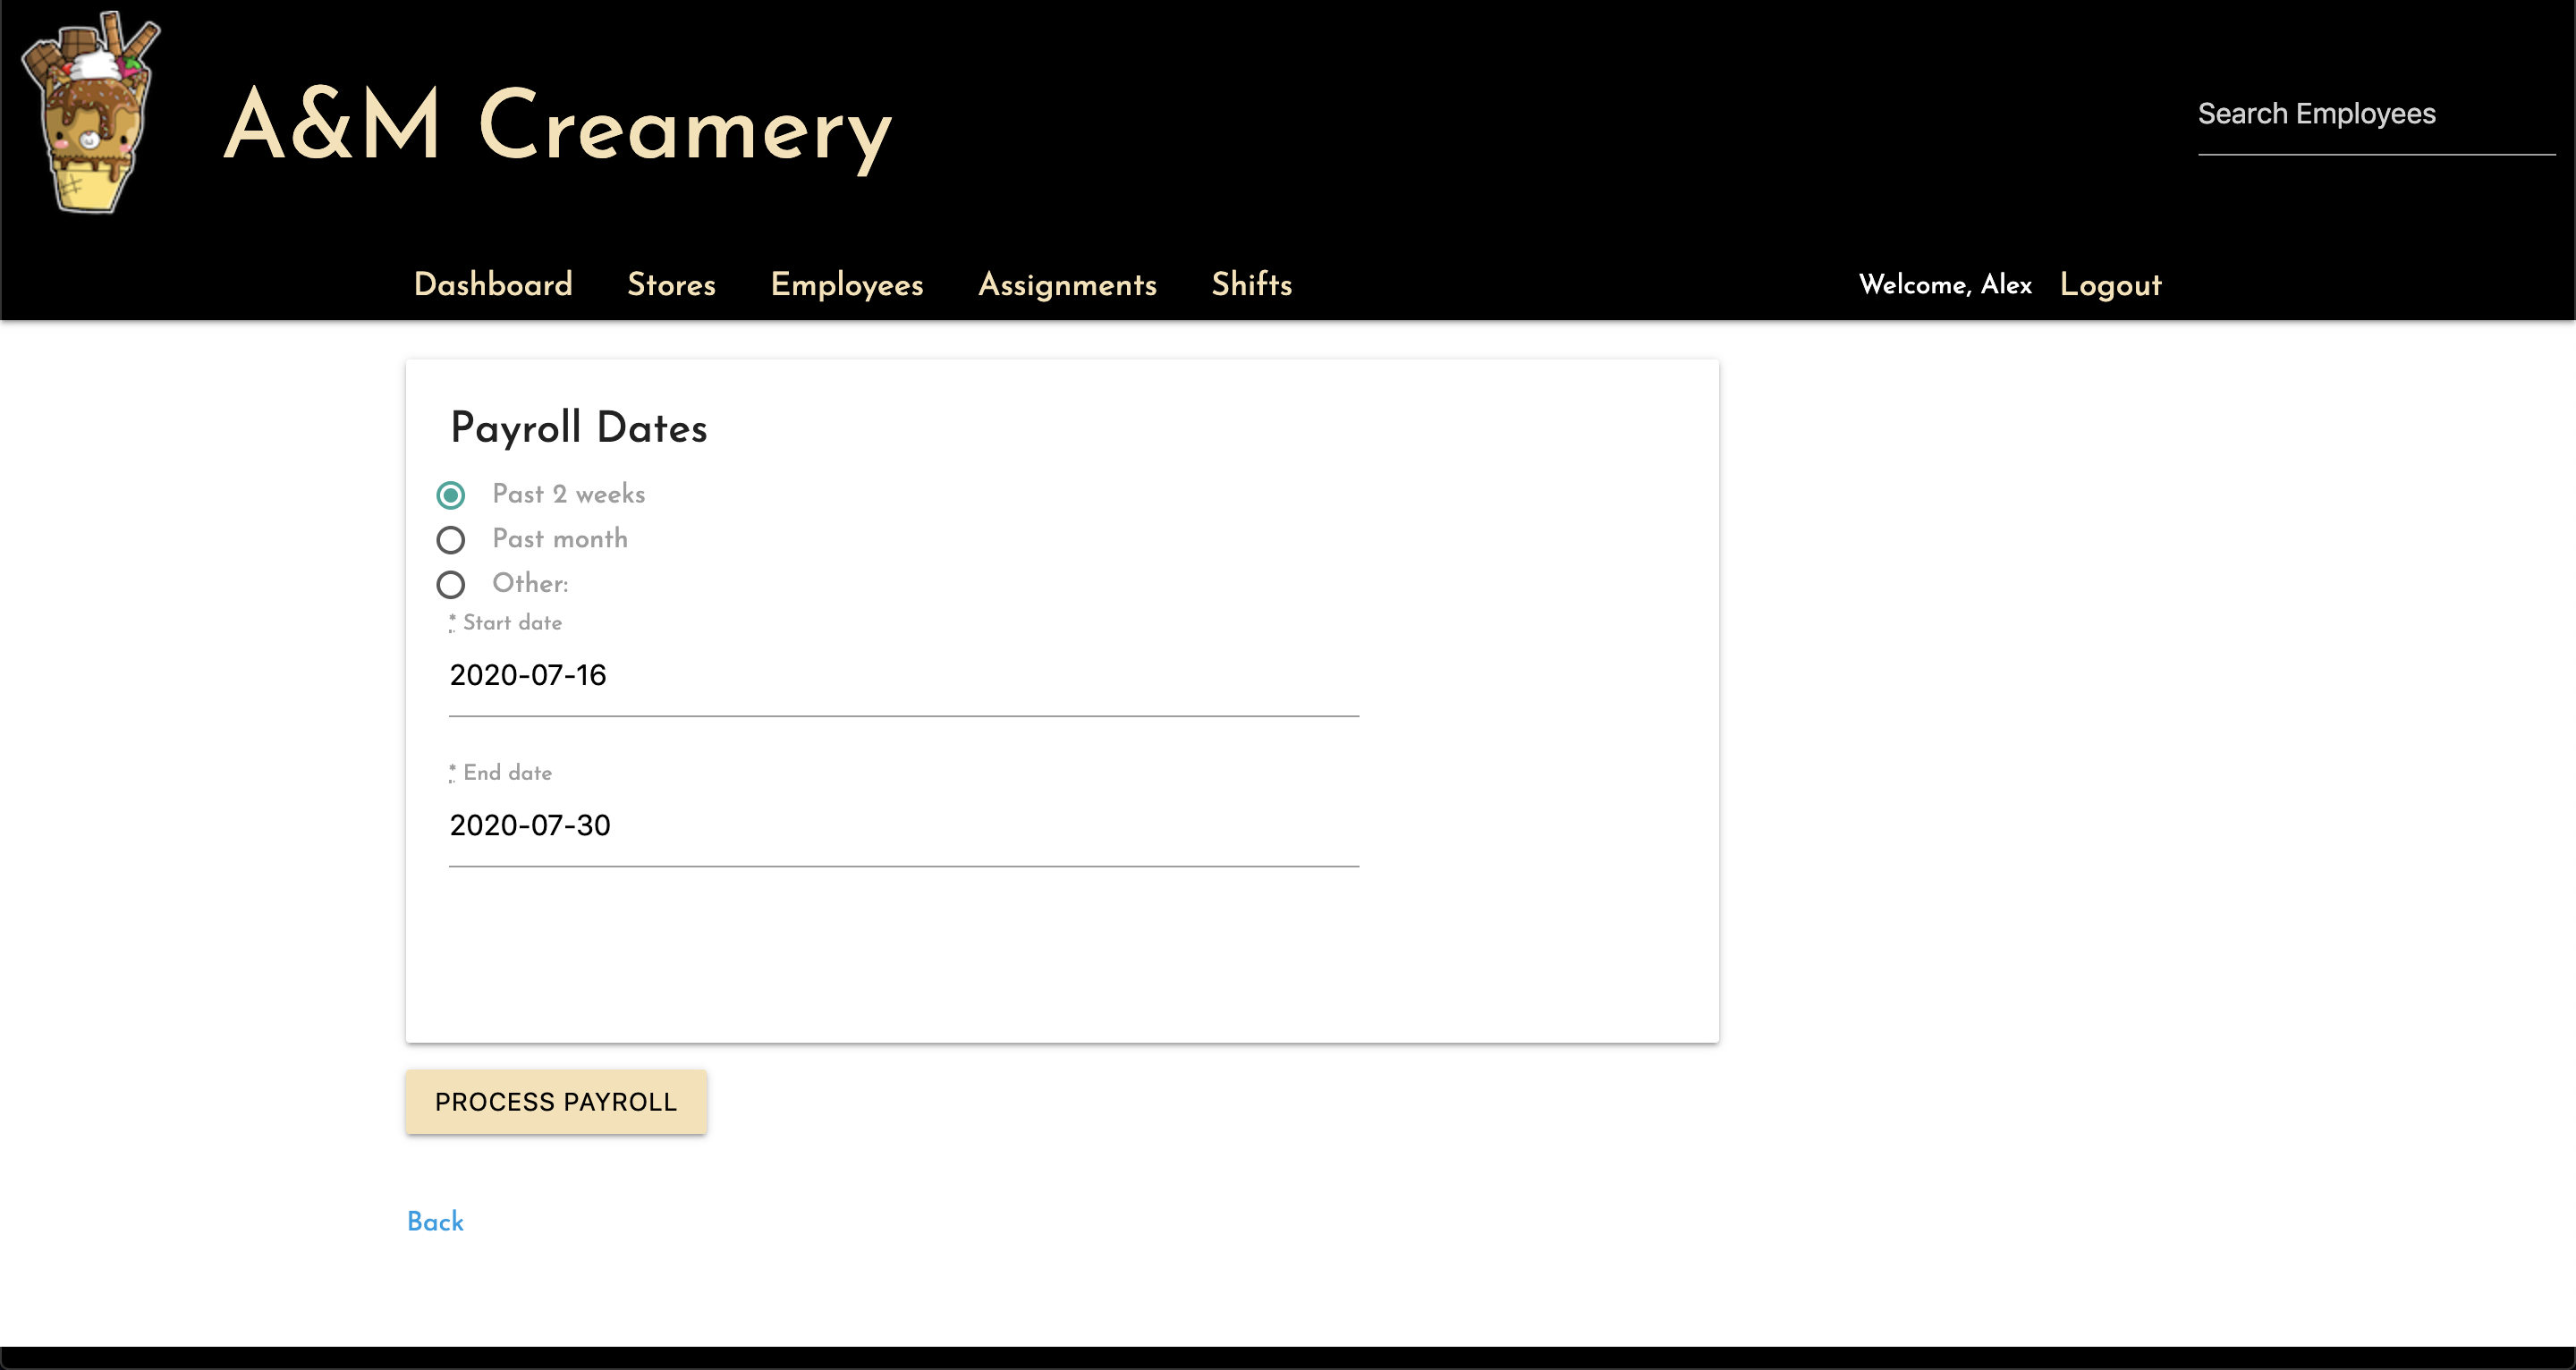 A&M Creamery
Search Employees
Dashboard Stores Employees Assignments Shifts Welcome, Alex Logout
Payroll Dates
Past 2 weeks
Past month
Other:
* Start date
2020-07-16
* End date
2020-07-30
PROCESS PAYROLL
Back